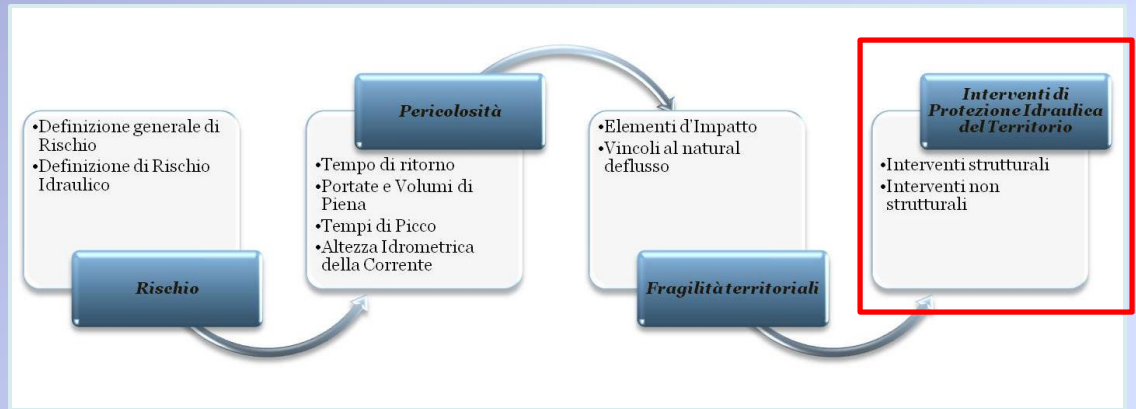 •Definizione generale di
Rischio
•Definizione di Rischio
Idraulico
Rischio
Pericolosità
•Tempo di ritorno
•Portate e Volumi di
Piena
•Tempi di Picco
•Altezza Idrometrica
della Corrente
•Elementi d'Impatto
•Vincoli al natural
deflusso
Fragilità territoriali
Interventi di
Protezione Idraulica
del Territorio
•Interventi strutturali
•Interventi non
strutturali